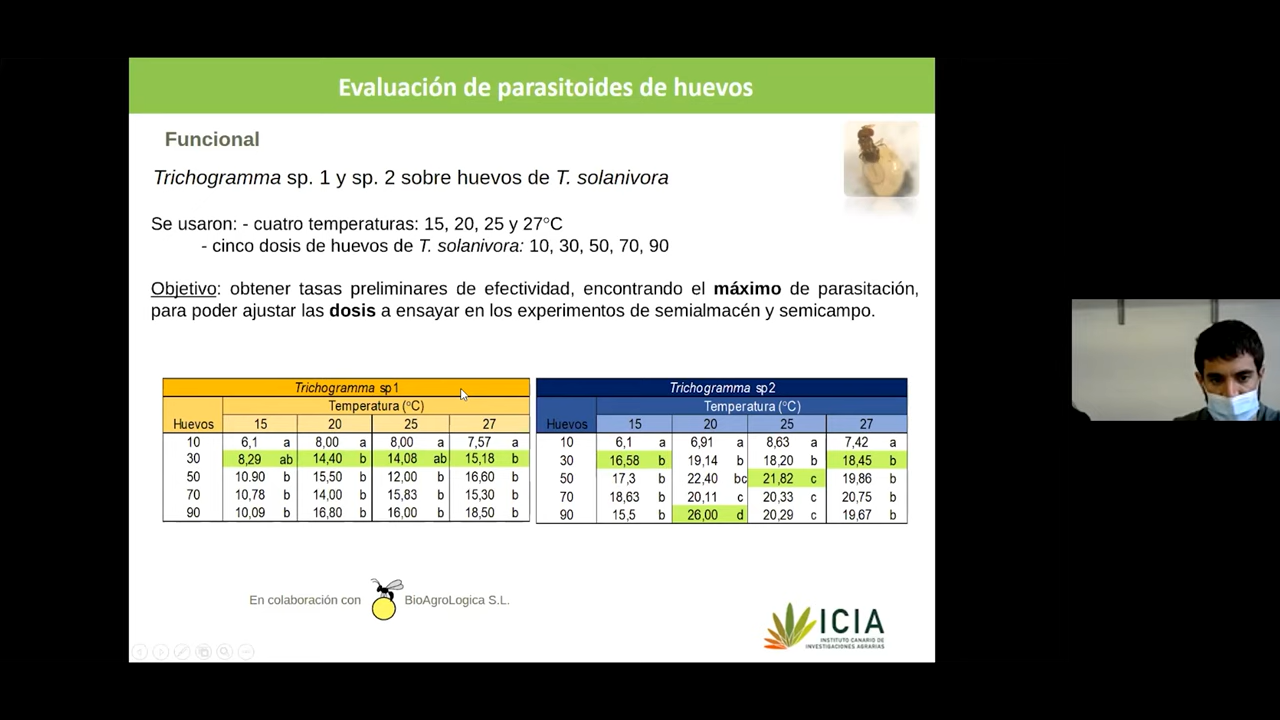 Evaluación de parasitoides de huevos
Funcional
Trichogramma sp. 1 y sp. 2 sobre huevos de T. solanivora
Se usaron: - cuatro temperaturas: 15, 20, 25 y 27°C
- cinco dosis de huevos de T. solanivora: 10, 30, 50, 70, 90
Objetivo: obtener tasas preliminares de efectividad, encontrando el máximo de parasitación,
para poder ajustar las dosis a ensayar en los experimentos de semialmacén y semicampo.
Trichogramma sp1
Temperatura (°C)
Huevos 15 20 25 27
10 6,1 a 8,00 a 8,00 a 7,57 a
30 8,29 ab 14,40 b 14,08 ab 15,18 b
50 10.90 b 15,50 b 12,00 b 16,60 b
70 10,78 b 14,00 b 15,83 b 15,30 b
90 10,09 b 16,80 b 16,00 b 18,50 b
Trichogramma sp2
Temperatura (°C)
Huevos 15 20 25 27
10 6,1 a 6,91 a 8,63 a 7,42 a
30 16,58 b 19,14 b 18,20 b 18,45 b
50 17,3 b 22,40 bc 21,82 c 19,86 b
70 18,63 b 20,11 c 20,33 c 20,75 b
90 15,5 b 26,00 d 20,29 c 19,67 b
En colaboración con BioAgroLogica S.L.
ICIA
INSTITUTO CANARIO DE
INVESTIGACIONES AGRARIAS